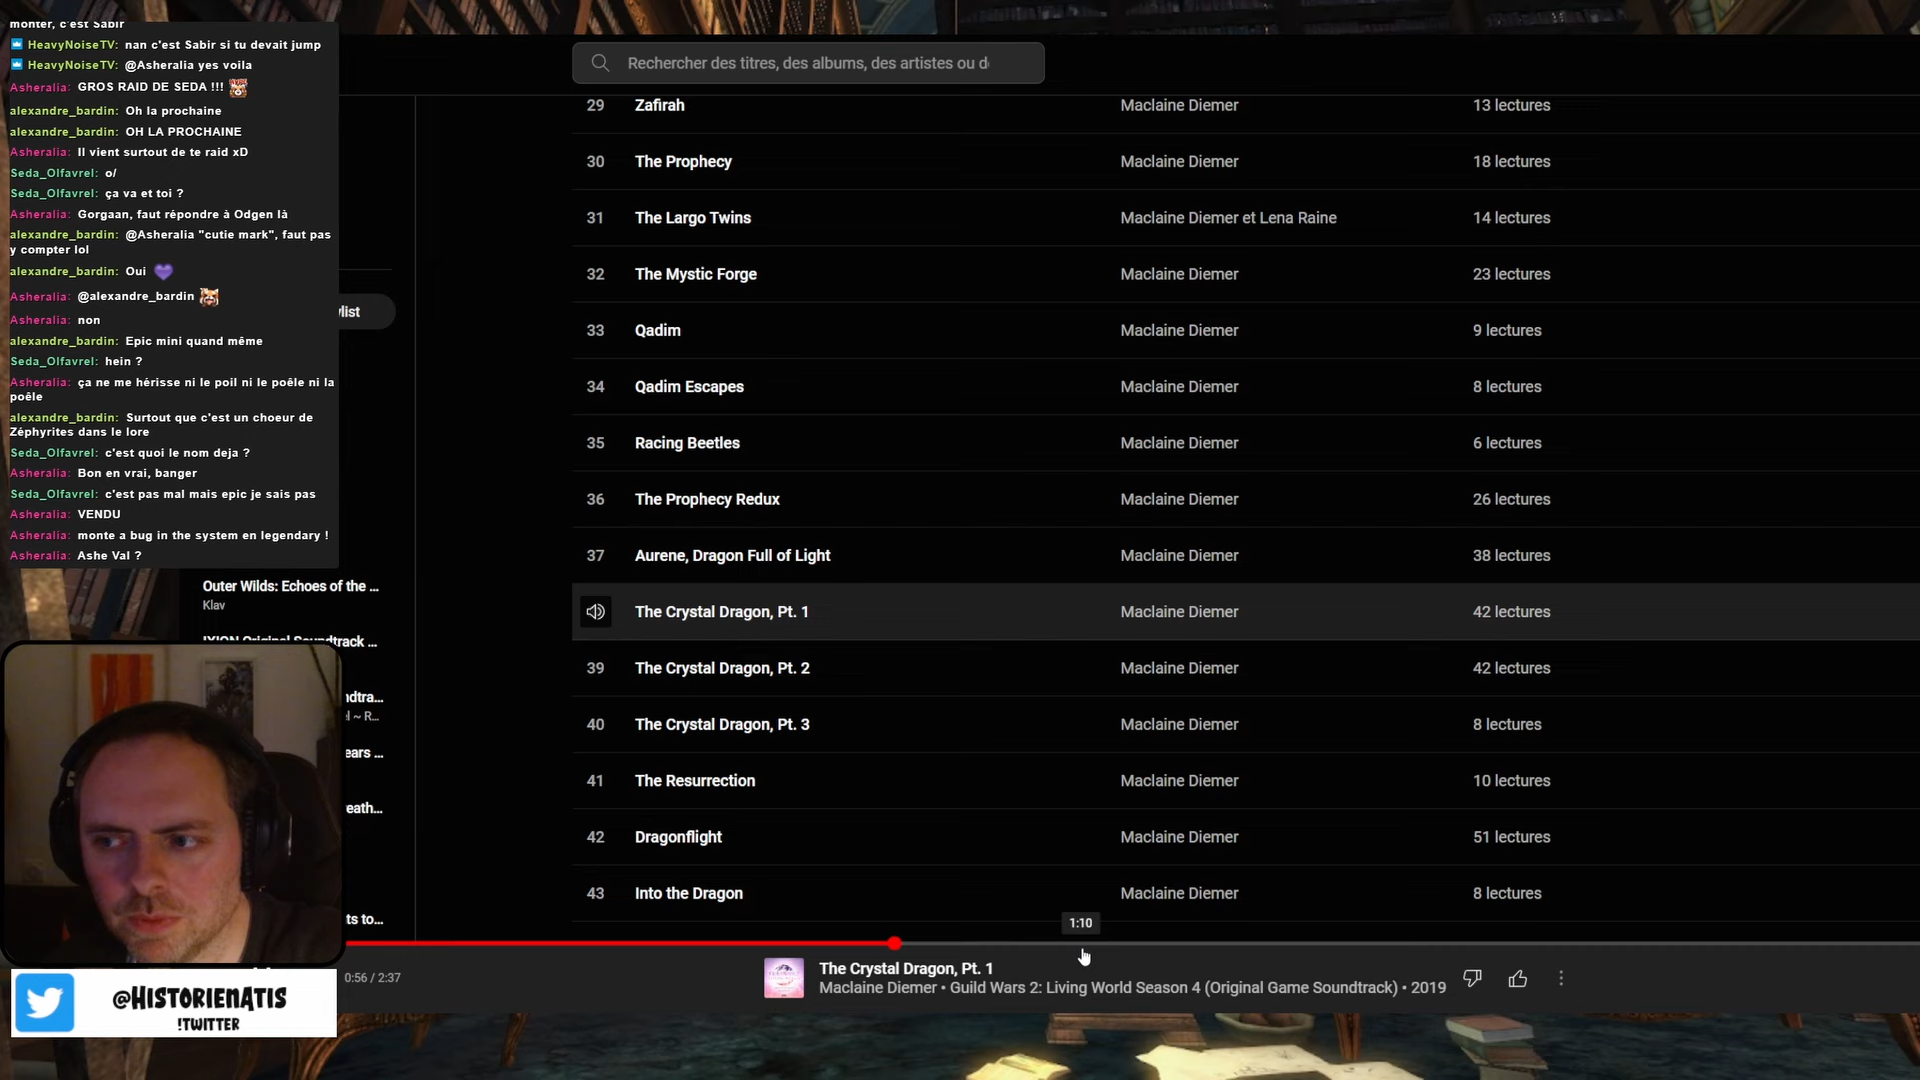 monter, c'est Sabir
HeavyNoiseTV: nan c'est Sabir si tu devait jump
HeavyNoiseTV: @Asheralia yes voila
Asheralia: GROS RAID DE SEDA !!!
alexandre_bardin: Oh la prochaine
alexandre_bardin: OH LA PROCHAINE
Asheralia: Il vient surtout de te raid xD
Seda_Olfavrel: o/
Seda_Olfavrel: ça va et toi ?
Asheralia: Gorgaan, faut répondre à Odgen là
alexandre_bardin: @Asheralia "cutie mark", faut pas
y compter lol
alexandre_bardin: Oui
Asheralia: @alexandre_bardin
Asheralia: non
alexandre_bardin: Epic mini quand même
Seda_Olfavrel: hein ?
Asheralia: ça ne me hérisse ni le poil ni le poêle ni la
poêle
alexandre_bardin: Surtout que c'est un choeur de
Zéphyrites dans le lore
Seda_Olfavrel: c'est quoi le nom deja ?
Asheralia: Bon en vrai, banger
Seda_Olfavrel: c'est pas mal mais epic je sais pas
Asheralia: VENDU
Asheralia: monte a bug in the system en legendary !
Asheralia: Ashe Val ?
ylist
Outer Wilds: Echoes of the ...
Klav
IXION Original Soundtrack ...
ndtra...
l ~ R...
ears ...
eath...
ts to...
Rechercher des titres, des albums, des artistes ou d
29 Zafirah Maclaine Diemer 13 lectures
30 The Prophecy Maclaine Diemer 18 lectures
31 The Largo Twins Maclaine Diemer et Lena Raine 14 lectures
32 The Mystic Forge Maclaine Diemer 23 lectures
33 Qadim Maclaine Diemer 9 lectures
34 Qadim Escapes Maclaine Diemer 8 lectures
35 Racing Beetles Maclaine Diemer 6 lectures
36 The Prophecy Redux Maclaine Diemer 26 lectures
37 Aurene, Dragon Full of Light Maclaine Diemer 38 lectures
The Crystal Dragon, Pt. 1 Maclaine Diemer 42 lectures
39 The Crystal Dragon, Pt. 2 Maclaine Diemer 42 lectures
40 The Crystal Dragon, Pt. 3 Maclaine Diemer 8 lectures
41 The Resurrection Maclaine Diemer 10 lectures
42 Dragonflight Maclaine Diemer 51 lectures
43 Into the Dragon Maclaine Diemer 8 lectures
1:10
0:56 / 2:37
The Crystal Dragon, Pt. 1
Maclaine Diemer • Guild Wars 2: Living World Season 4 (Original Game Soundtrack) • 2019
@HISTORIENATIS
!TWITTER